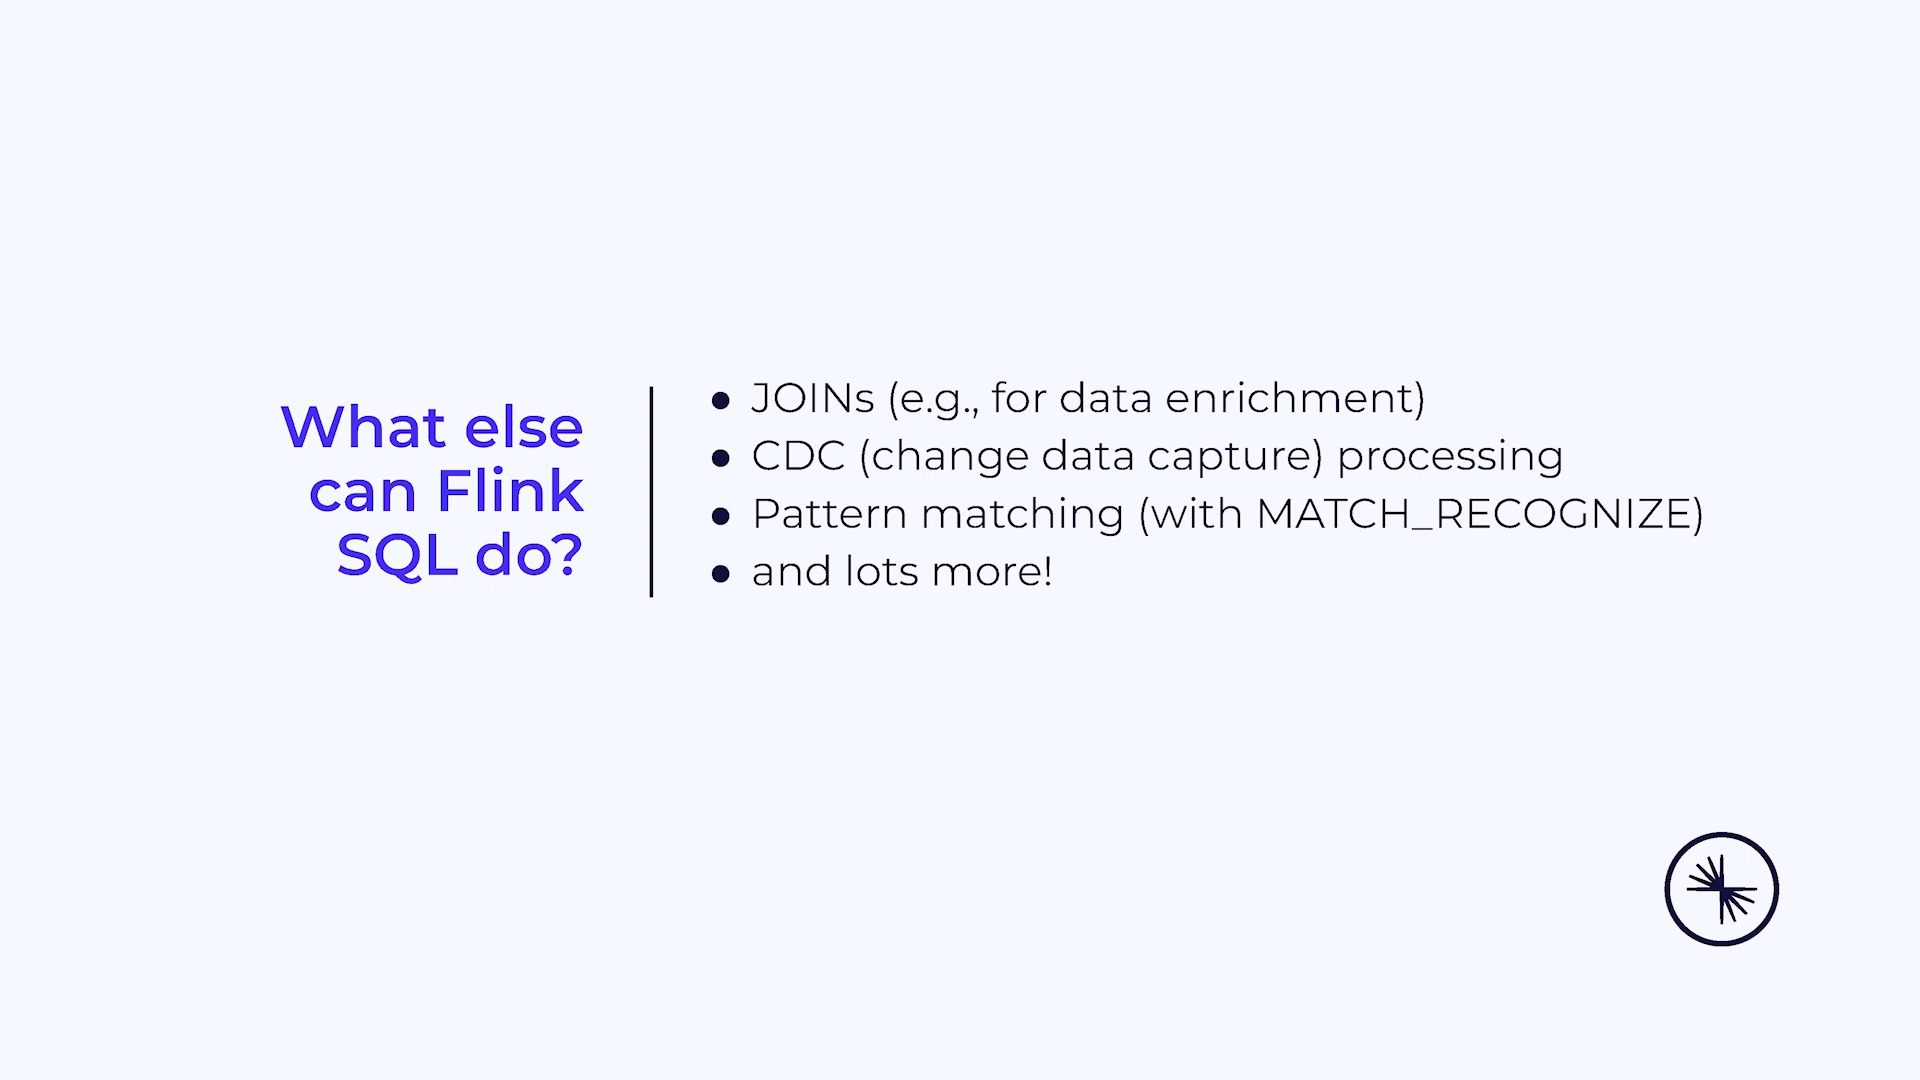 What else
can Flink
SQL do?
● JOINs (e.g., for data enrichment)
● CDC (change data capture) processing
● Pattern matching (with MATCH_RECOGNIZE)
● and lots more!